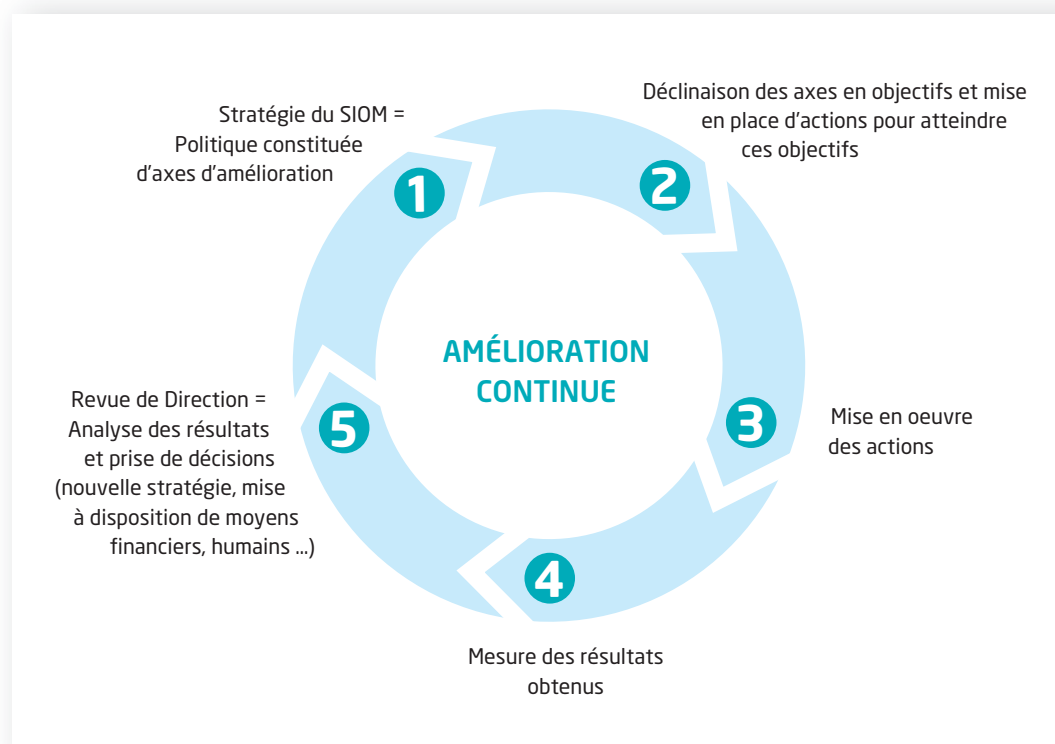 Stratégie du SIOM =
Politique constituée
d'axes d'amélioration
1
Déclinaison des axes en objectifs et mise
en place d'actions pour atteindre
ces objectifs
2
AMÉLIORATION
CONTINUE
3
Mise en oeuvre
des actions
4
Mesure des résultats
obtenus
5
Revue de Direction =
Analyse des résultats
et prise de décisions
(nouvelle stratégie, mise
à disposition de moyens
financiers, humains ...)